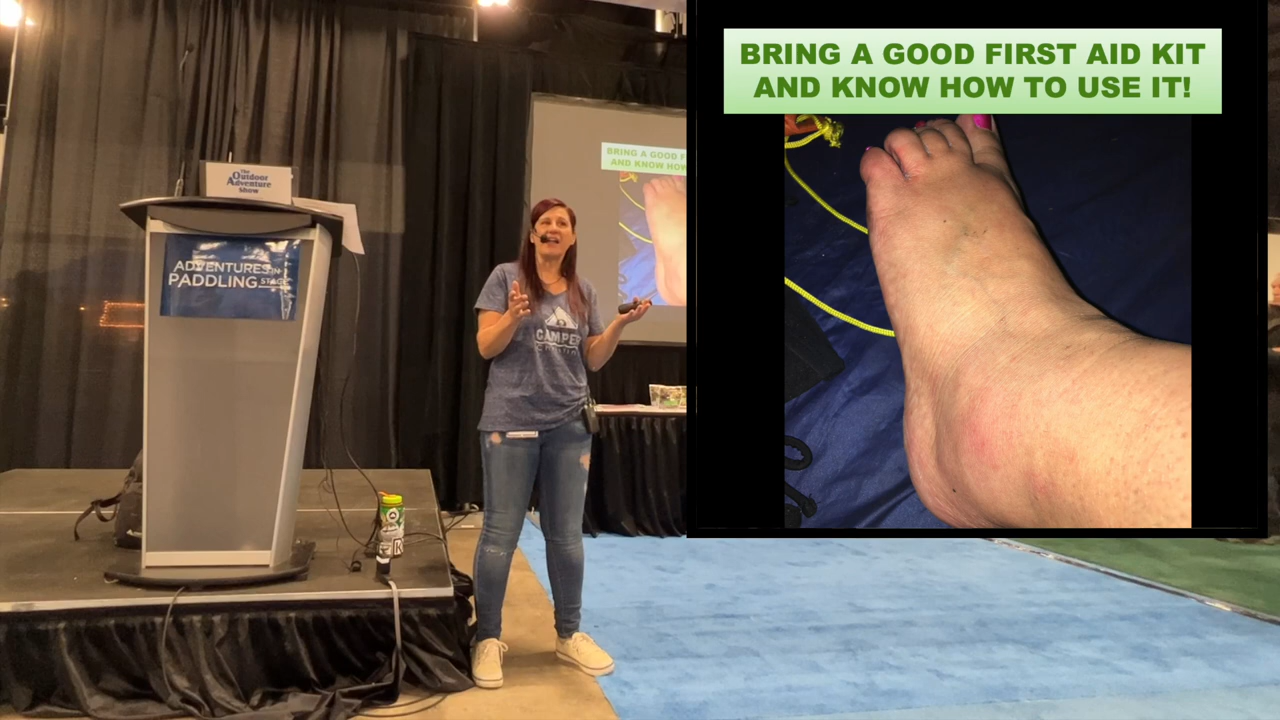 The
Outdoor
Adventure
Show
ADVENTURES IN
PADDLING STAGE
CAMPER
BRING A GOOD F
AND KNOW HOW
BRING A GOOD FIRST AID KIT
AND KNOW HOW TO USE IT!